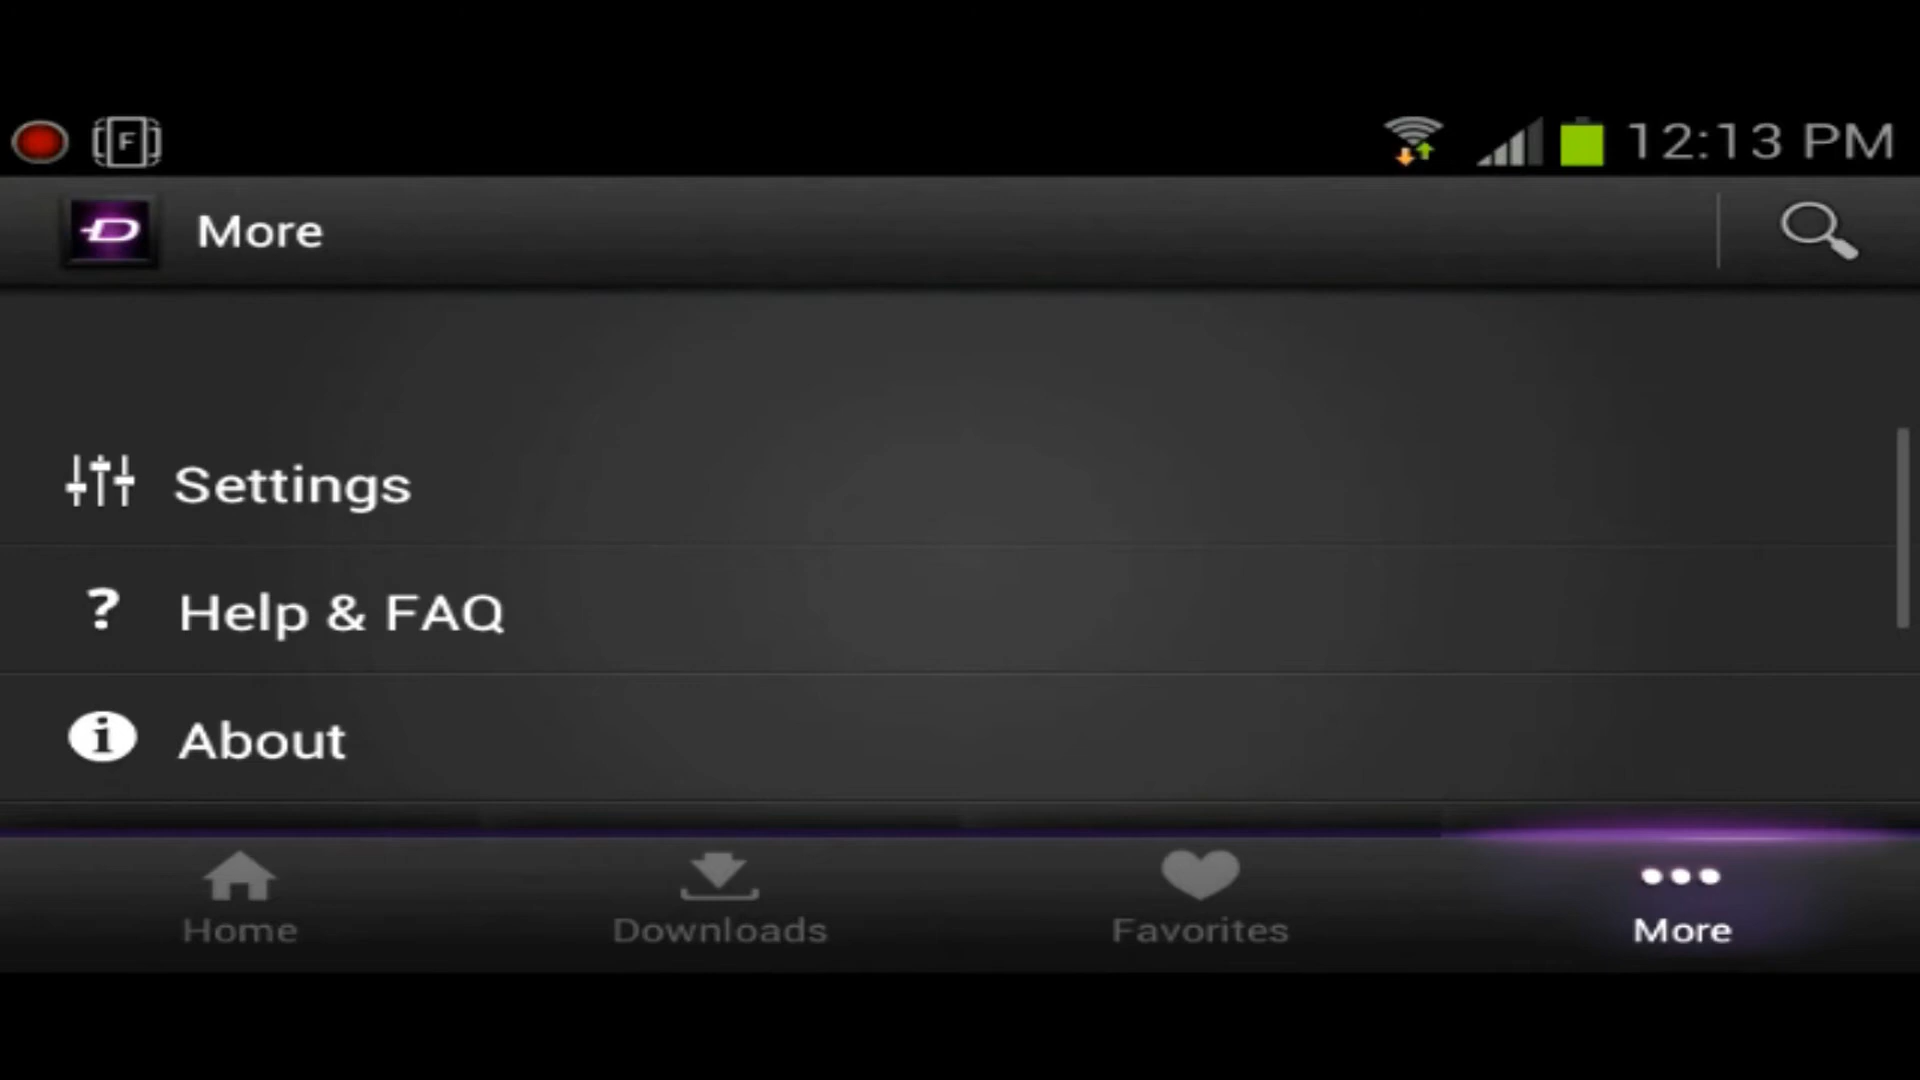 F
12:13 PM
D
More
Settings
? Help & FAQ
i About
Home
Downloads
Favorites
More